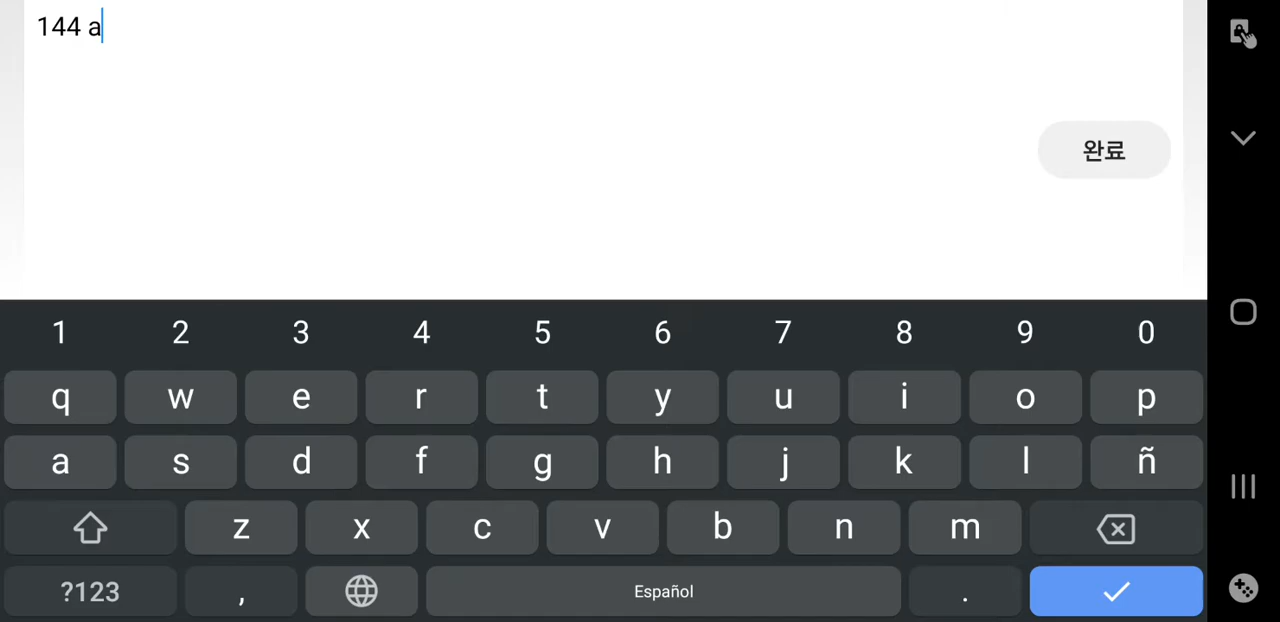 144 a
완료
1 2 3 4 5 6 7 8 9 0
q w e r t y u i o p
a s d f g h j k l ñ
z x c v b n m
?123 , Español .